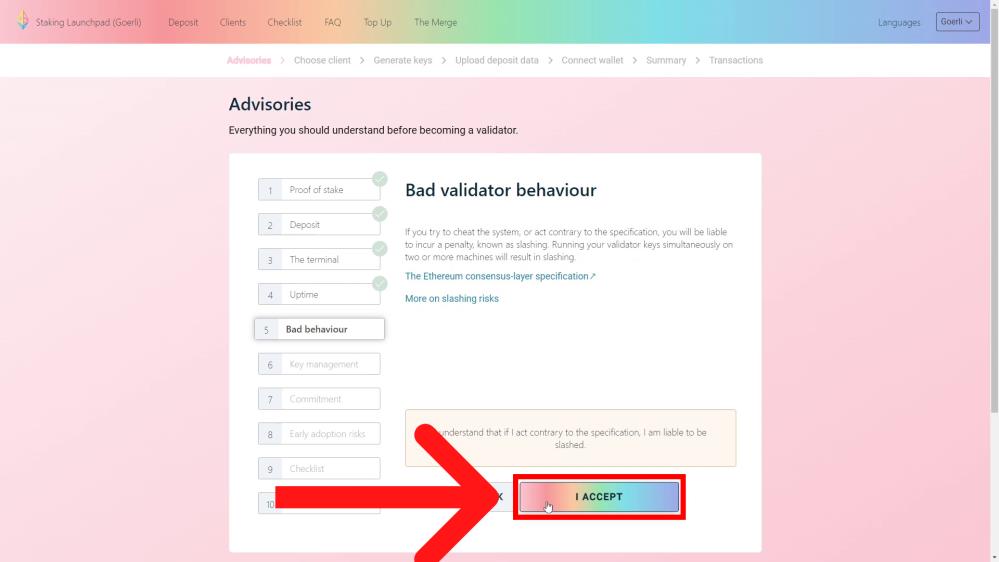 Staking Launchpad (Goerli) Deposit Clients Checklist FAQ Top Up The Merge Languages Goerli
Advisories > Choose client > Generate keys > Upload deposit data > Connect wallet > Summary > Transactions
Advisories
Everything you should understand before becoming a validator.
1 Proof of stake
2 Deposit
3 The terminal
4 Uptime
5 Bad behaviour
6 Key management
7 Commitment
8 Early adoption risks
9 Checklist
10
Bad validator behaviour
If you try to cheat the system, or act contrary to the specification, you will be liable
to incur a penalty, known as slashing. Running your validator keys simultaneously on
two or more machines will result in slashing.
The Ethereum consensus-layer specification↗
More on slashing risks
understand that if I act contrary to the specification, I am liable to be
slashed.
K
I ACCEPT